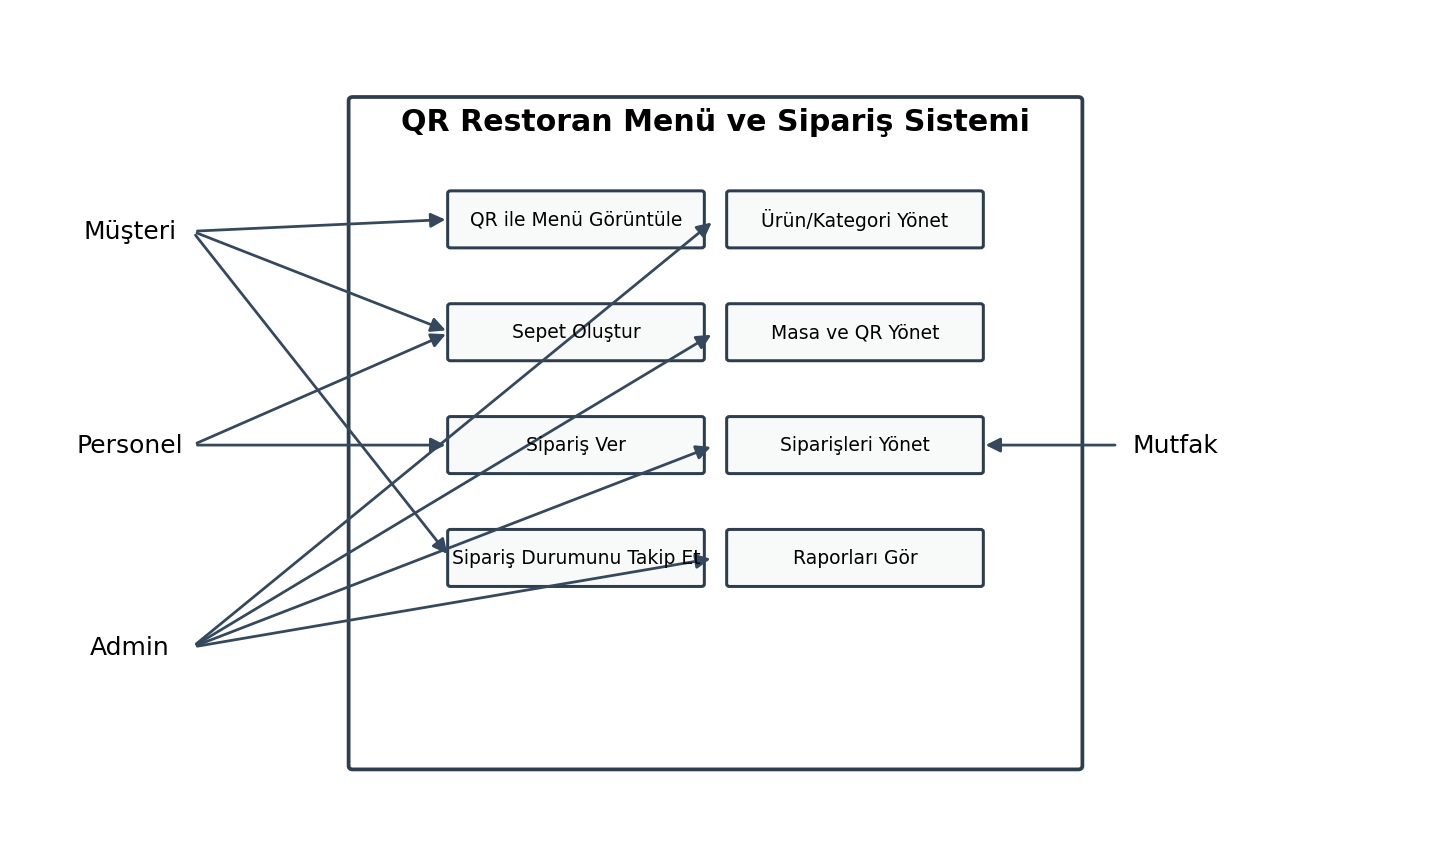 QR Restoran Menü ve Sipariş Sistemi
Müşteri
QR ile Menü Görüntüle
Ürün/Kategori Yönet
Sepet Oluştur
Masa ve QR Yönet
Personel
Sipariş Ver
Siparişleri Yönet
Mutfak
Sipariş Durumunu Takip Et
Raporları Gör
Admin